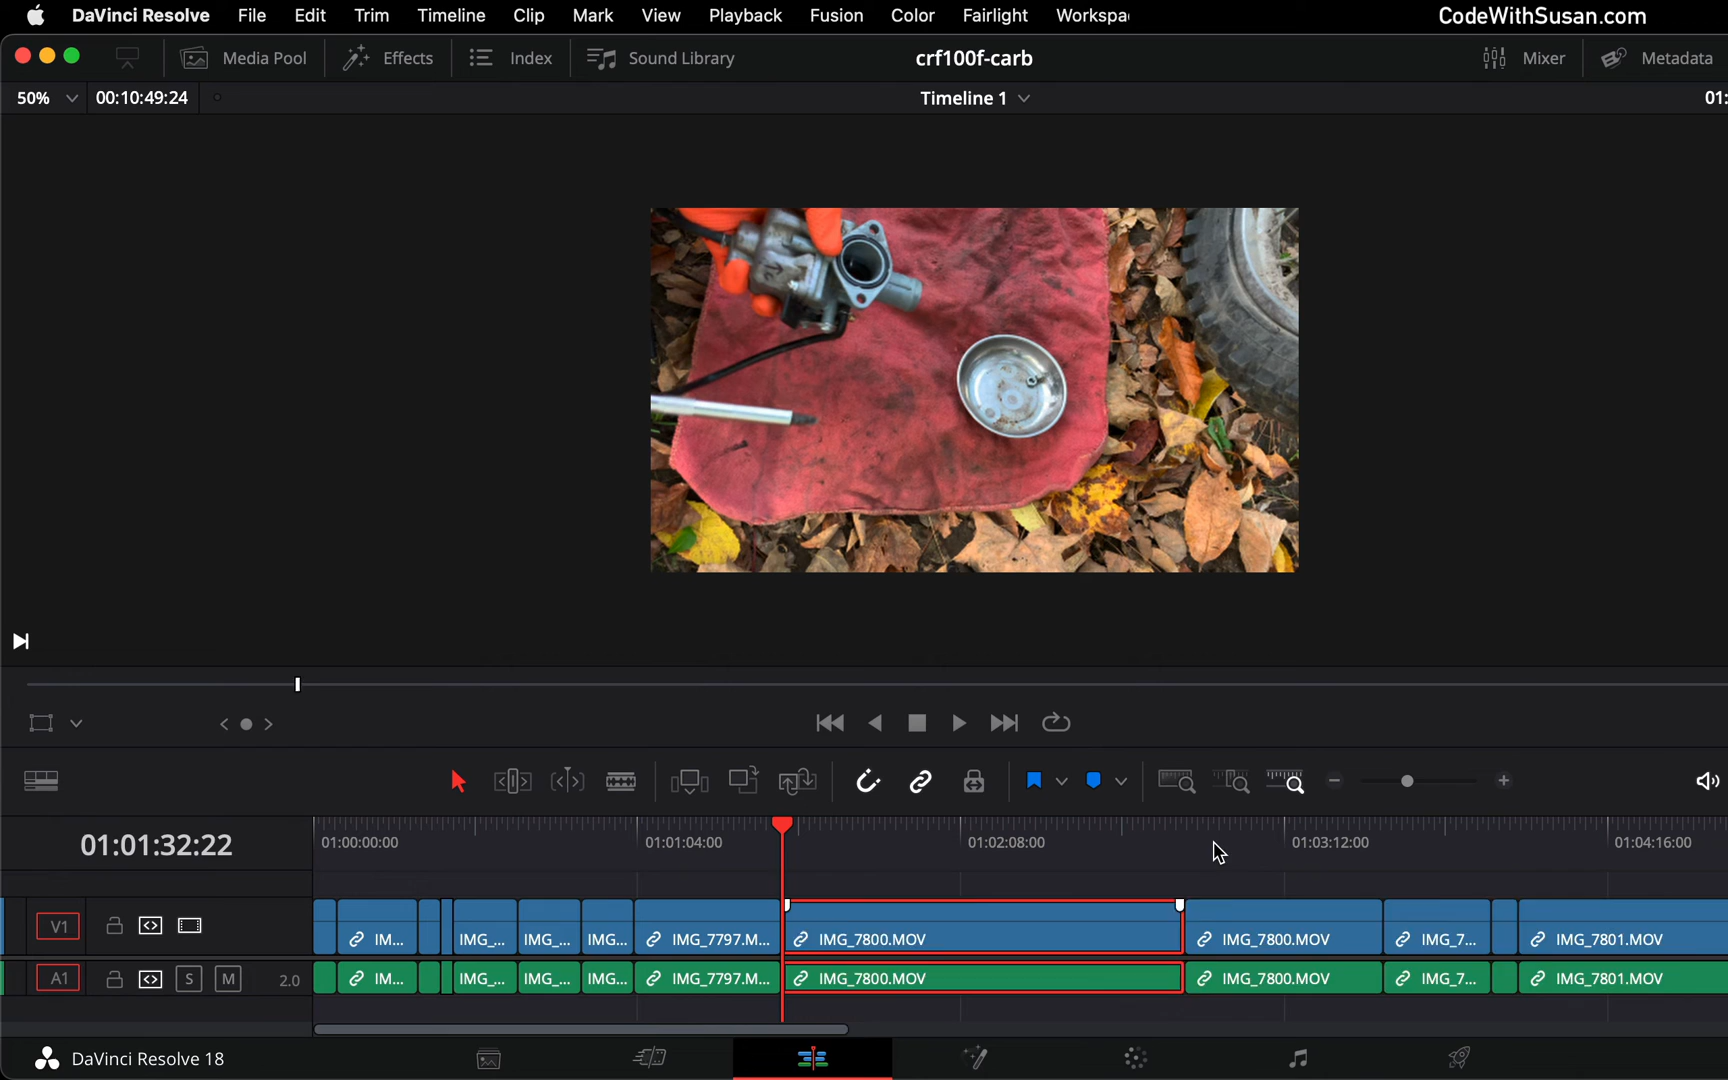 DaVinci Resolve File Edit Trim Timeline Clip Mark View Playback Fusion Color Fairlight CodeWithSusan.com
Media Pool Effects Index Sound Library crf100f-carb Mixer Metadata
50% 00:10:49:24 Timeline 1 01:
01:01:32:22 01:00:00:00 01:01:04:00 01:02:08:00 01:03:12:00 01:04:16:00
V1 IM... IMG_... IMG_... IMG... IMG_7797.M... IMG_7800.MOV IMG_7800.MOV IMG_7... IMG_7801.MOV
A1 S M 2.0 IM... IMG_... IMG_... IMG... IMG_7797.M... IMG_7800.MOV IMG_7800.MOV IMG_7... IMG_7801.MOV
DaVinci Resolve 18